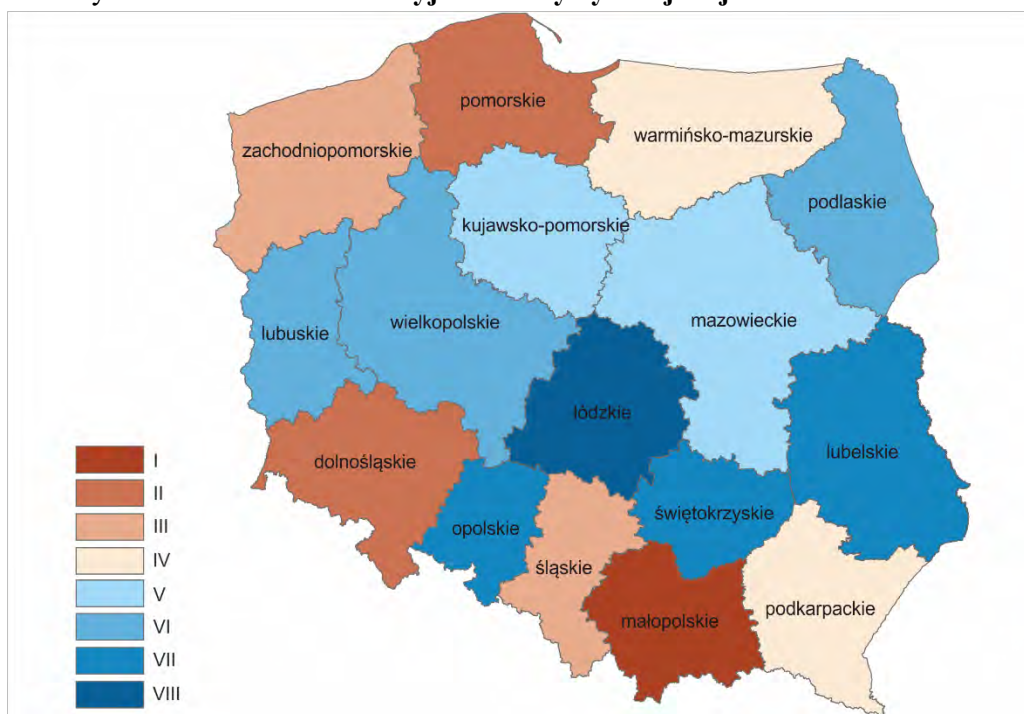 pomorskie
warmińsko-mazurskie
zachodniopomorskie
podlaskie
kujawsko-pomorskie
mazowieckie
wielkopolskie
lubuskie
łódzkie
lubelskie
dolnośląskie
świętokrzyskie
opolskie
śląskie
podkarpackie
małopolskie
I
II
III
IV
V
VI
VII
VIII